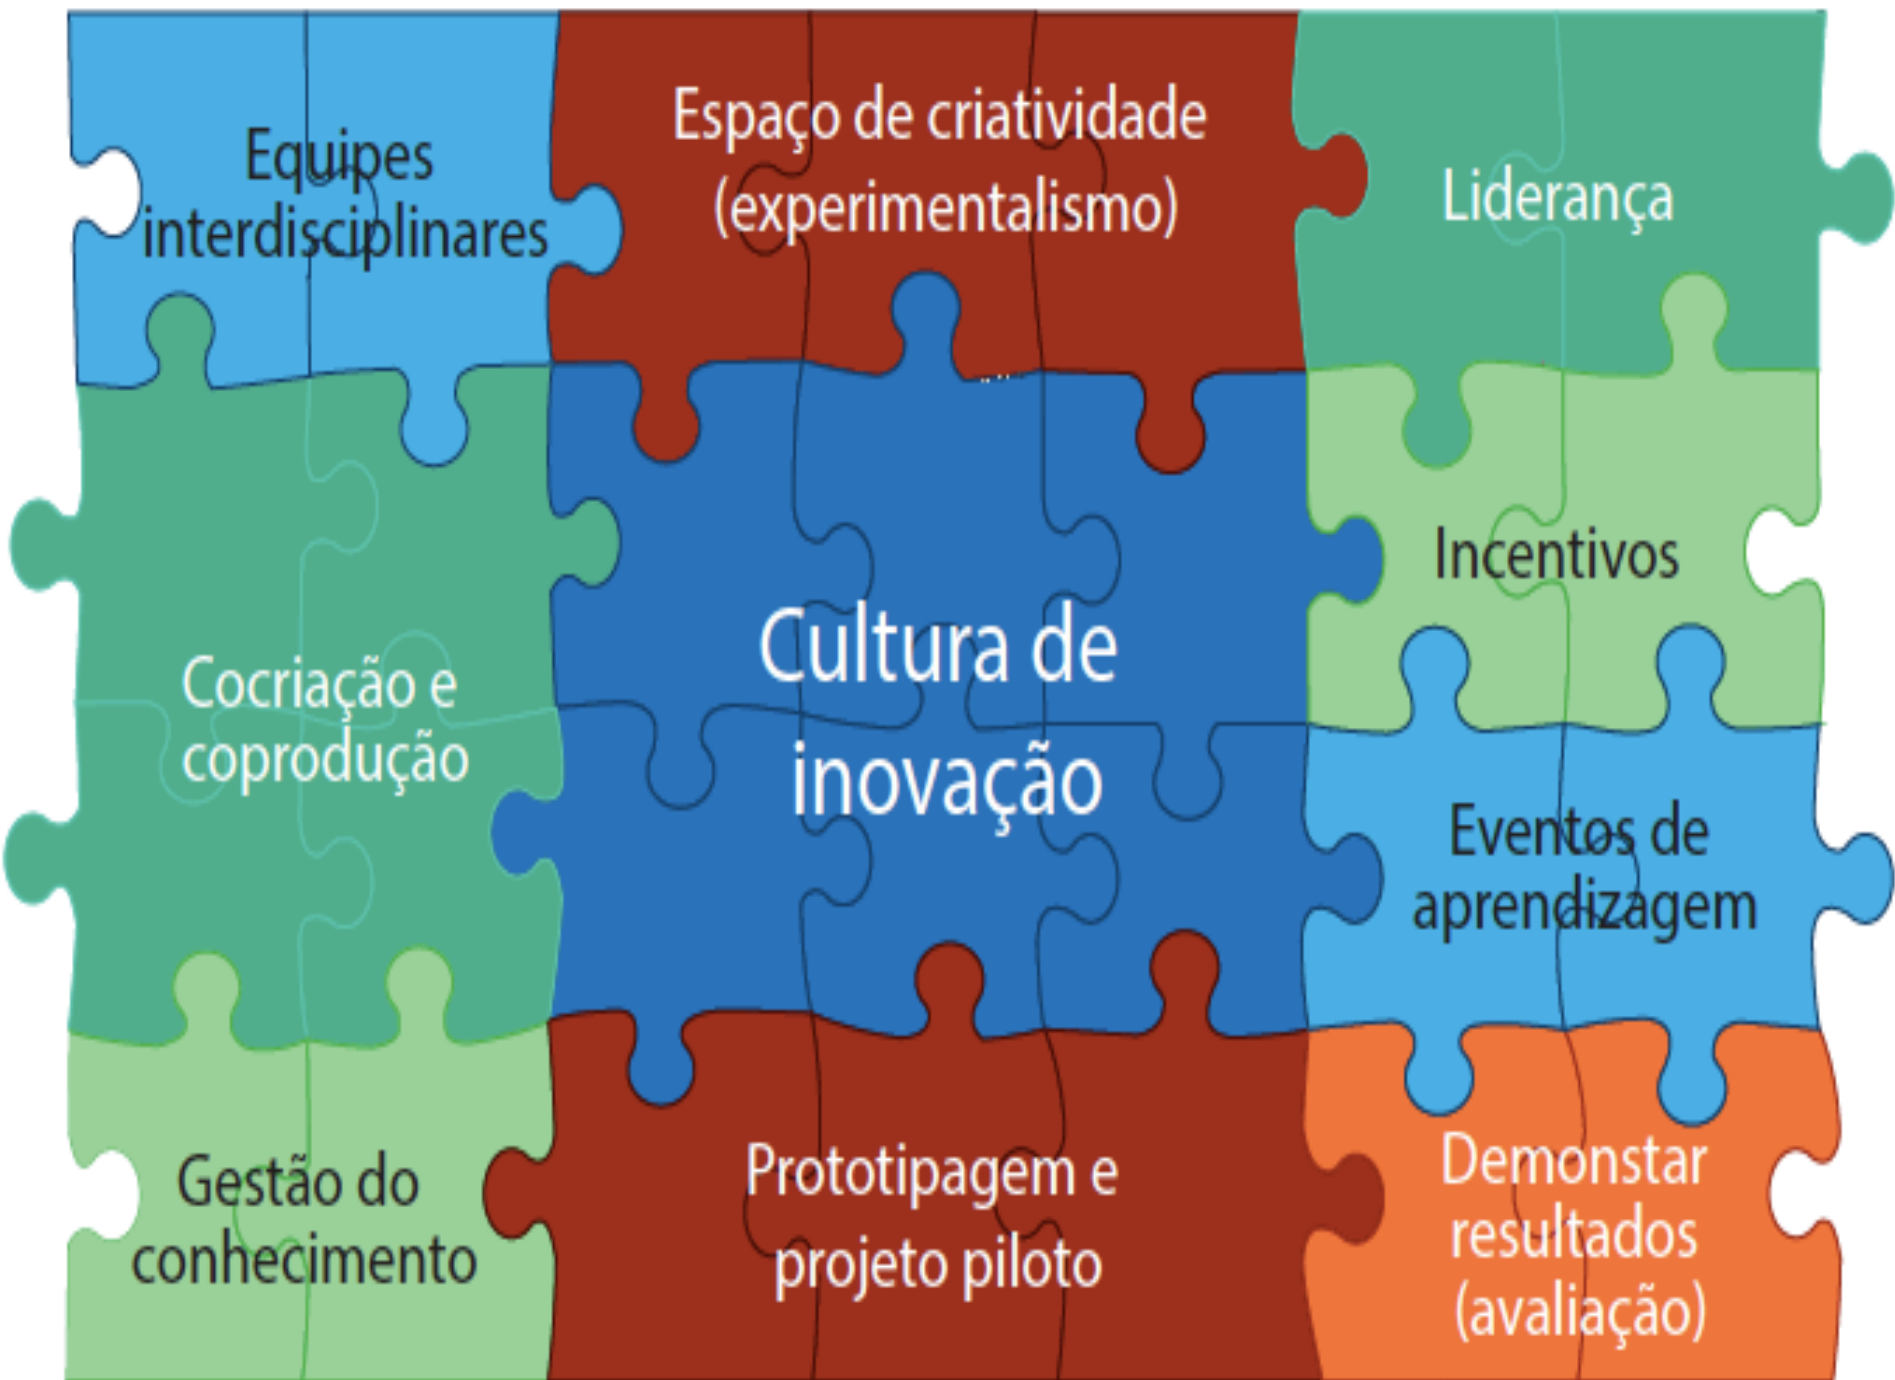 Equipes
interdisciplinares
Espaço de criatividade
(experimentalismo)
Liderança
Cocriação e
coprodução
Cultura de
inovação
Incentivos
Eventos de
aprendizagem
Gestão do
conhecimento
Prototipagem e
projeto piloto
Demonstar
resultados
(avaliação)